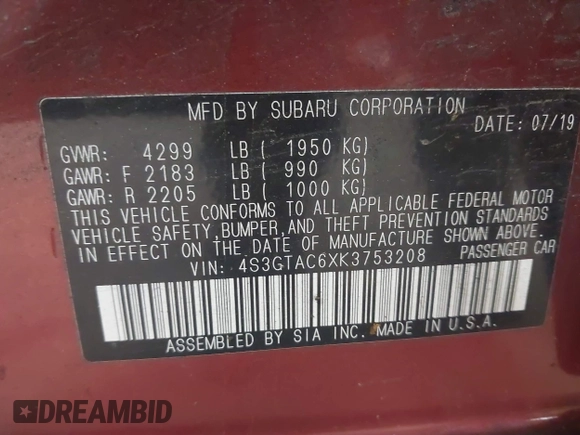 MFD BY SUBARU CORPORATION
DATE: 07/19
GVWR: 4299 LB ( 1950 KG)
GAWR: F 2183 LB ( 990 KG)
GAWR: R 2205 LB ( 1000 KG)
THIS VEHICLE CONFORMS TO ALL APPLICABLE FEDERAL MOTOR
VEHICLE SAFETY, BUMPER, AND THEFT PREVENTION STANDARDS
IN EFFECT ON THE DATE OF MANUFACTURE SHOWN ABOVE.
PASSENGER CAR
VIN: 4S3GTAC6XK3753208
ASSEMBLED BY SIA INC. MADE IN U.S.A.
DREAMBID